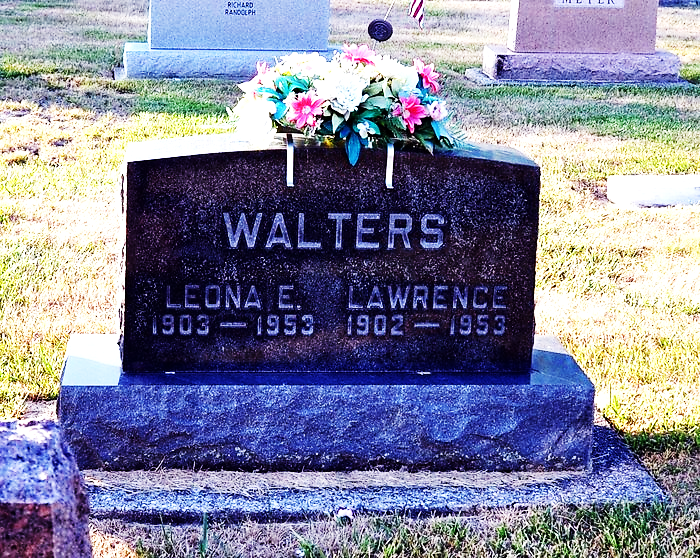 RICHARD
RANDOLPH
MEYER
WALTERS
LEONA E. LAWRENCE
1903 — 1953 1902 — 1953